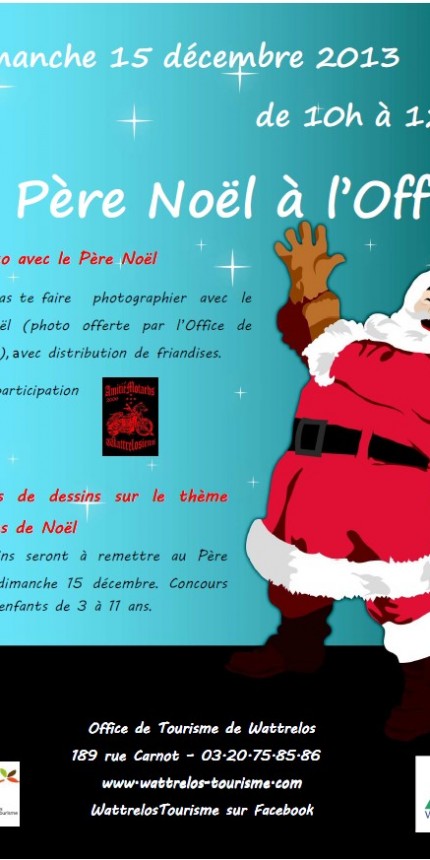 manche 15 décembre 2013
de 10h à 12
Père Noël à l'Off
o avec le Père Noël
as te faire photographier avec le
ël (photo offerte par l'Office de
), avec distribution de friandises.
participation
Amitié Motards
Wattrelosiens
s de dessins sur le thème
s de Noël
ins seront à remettre au Père
dimanche 15 décembre. Concours
enfants de 3 à 11 ans.
Office de Tourisme de Wattrelos
189 rue Carnot - 03-20-75-85-86
www.wattrelos-tourisme.com
WattrelosTourisme sur Facebook